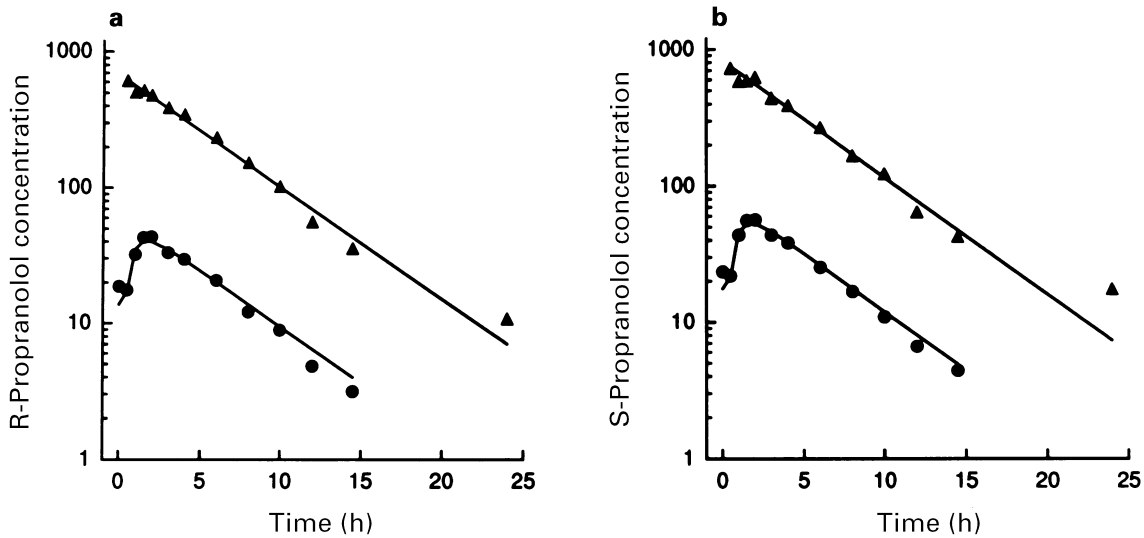 a
R-Propranolol concentration
1000
100
10
1
0 5 10 15 20 25
Time (h)
b
S-Propranolol concentration
1000
100
10
1
0 5 10 15 20 25
Time (h)